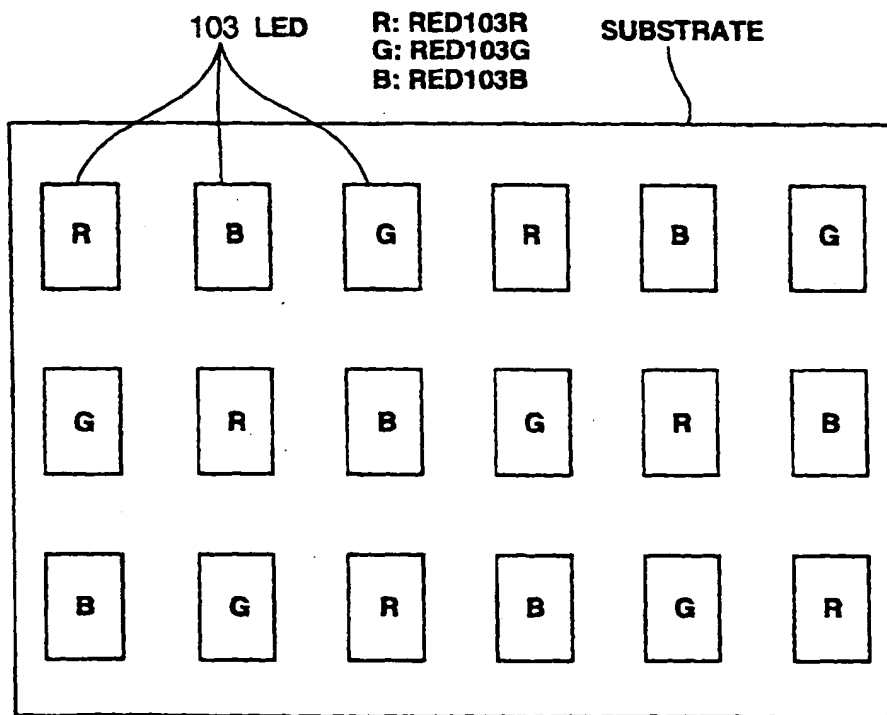 103 LED
R: RED103R
G: RED103G
B: RED103B
SUBSTRATE
R B G R B G
G R B G R B
B G R B G R